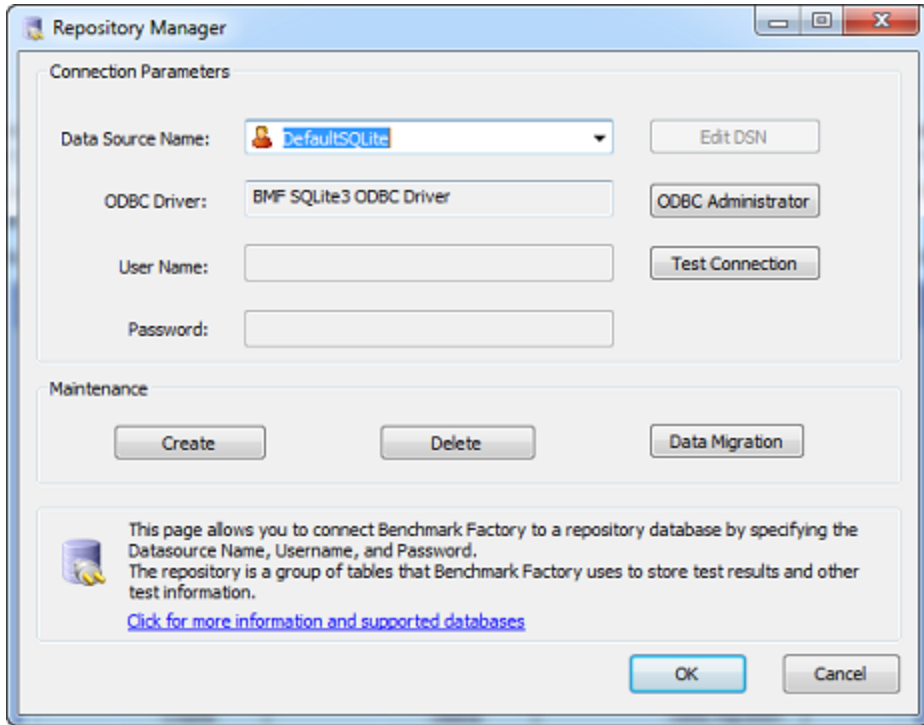 Repository Manager
Connection Parameters
Data Source Name:
DefaultSQLite
Edit DSN
ODBC Driver:
BMF SQLite3 ODBC Driver
ODBC Administrator
User Name:
Test Connection
Password:
Maintenance
Create
Delete
Data Migration
This page allows you to connect Benchmark Factory to a repository database by specifying the
Datasource Name, Username, and Password.
The repository is a group of tables that Benchmark Factory uses to store test results and other
test information.
Click for more information and supported databases
OK
Cancel